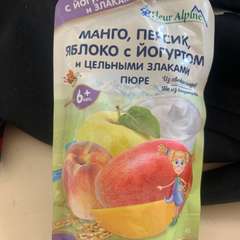 С ЙОГУРТОМ
И ЗЛАКАМИ
Fleur Alpine
МАНГО, ПЕРСИК,
ЯБЛОКО С ЙОГУРТОМ
И ЦЕЛЬНЫМИ ЗЛАКАМИ
ПЮРЕ
6+